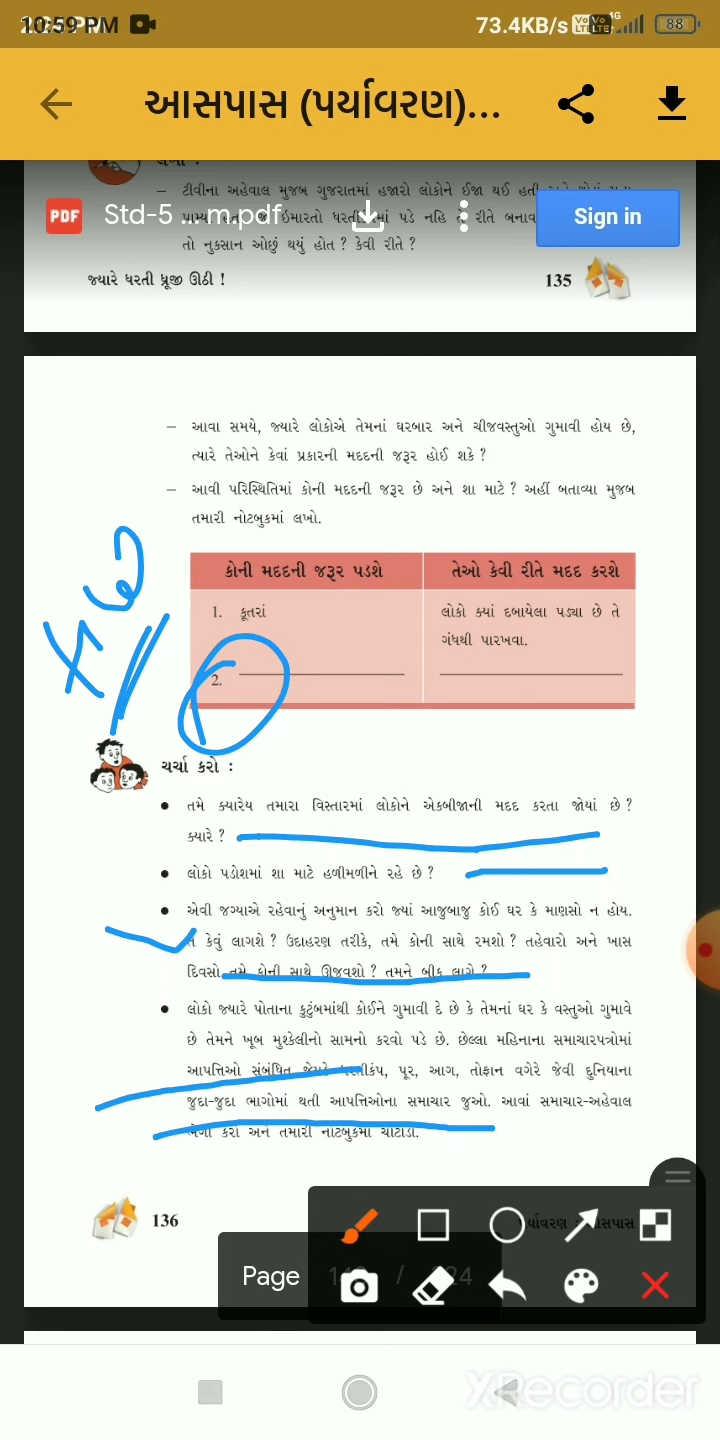 73.4KB/s 4G 88
આસપાસ (પર્યાવરણ)...
– ટીવીના અહેવાલ મુજબ ગુજરાતમાં હજારો લોકોને ઈજા થઈ હતી
PDF Std-5 ...m.pdf Sign in
તો નુકસાન ઓછું થયું હોત ? કેવી રીતે ?
જ્યારે ધરતી ધ્રૂજી ઊઠી ! 135
– આવા સમયે, જ્યારે લોકોએ તેમનાં ઘરબાર અને ચીજવસ્તુઓ ગુમાવી હોય છે,
ત્યારે તેઓને કેવાં પ્રકારની મદદની જરૂર હોઈ શકે ?
– આવી પરિસ્થિતિમાં કોની મદદની જરૂર છે અને શા માટે ? અહીં બતાવ્યા મુજબ
તમારી નોટબુકમાં લખો.
કોની મદદની જરૂર પડશે તેઓ કેવી રીતે મદદ કરશે
1. કૂતરાં લોકો ક્યાં દબાયેલા પડ્યા છે તે
ગંધથી પારખવા.
2.
ચર્ચા કરો :
• તમે ક્યારેય તમારા વિસ્તારમાં લોકોને એકબીજાની મદદ કરતા જોયાં છે ?
ક્યારે ?
• લોકો પડોશમાં શા માટે હળીમળીને રહે છે ?
• એવી જગ્યાએ રહેવાનું અનુમાન કરો જ્યાં આજુબાજુ કોઈ ઘર કે માણસો ન હોય.
તે કેવું લાગશે ? ઉદાહરણ તરીકે, તમે કોની સાથે રમશો ? તહેવારો અને ખાસ
દિવસો તમે કોની સાથે ઊજવશો ? તમને બીક લાગે ?
• લોકો જ્યારે પોતાના કુટુંબમાંથી કોઈને ગુમાવી દે છે કે તેમનાં ઘર કે વસ્તુઓ ગુમાવે
છે તેમને ખૂબ મુશ્કેલીનો સામનો કરવો પડે છે. છેલ્લા મહિનાના સમાચારપત્રોમાં
આપત્તિઓ સંબંધિત જેમકે ધરતીકંપ, પૂર, આગ, તોફાન વગેરે જેવી દુનિયાના
જુદા-જુદા ભાગોમાં થતી આપત્તિઓના સમાચાર જુઓ. આવાં સમાચાર-અહેવાલ
ભેગા કરો અને તમારી નોટબુકમાં ચોંટાડો.
136
Page /
XRecorder